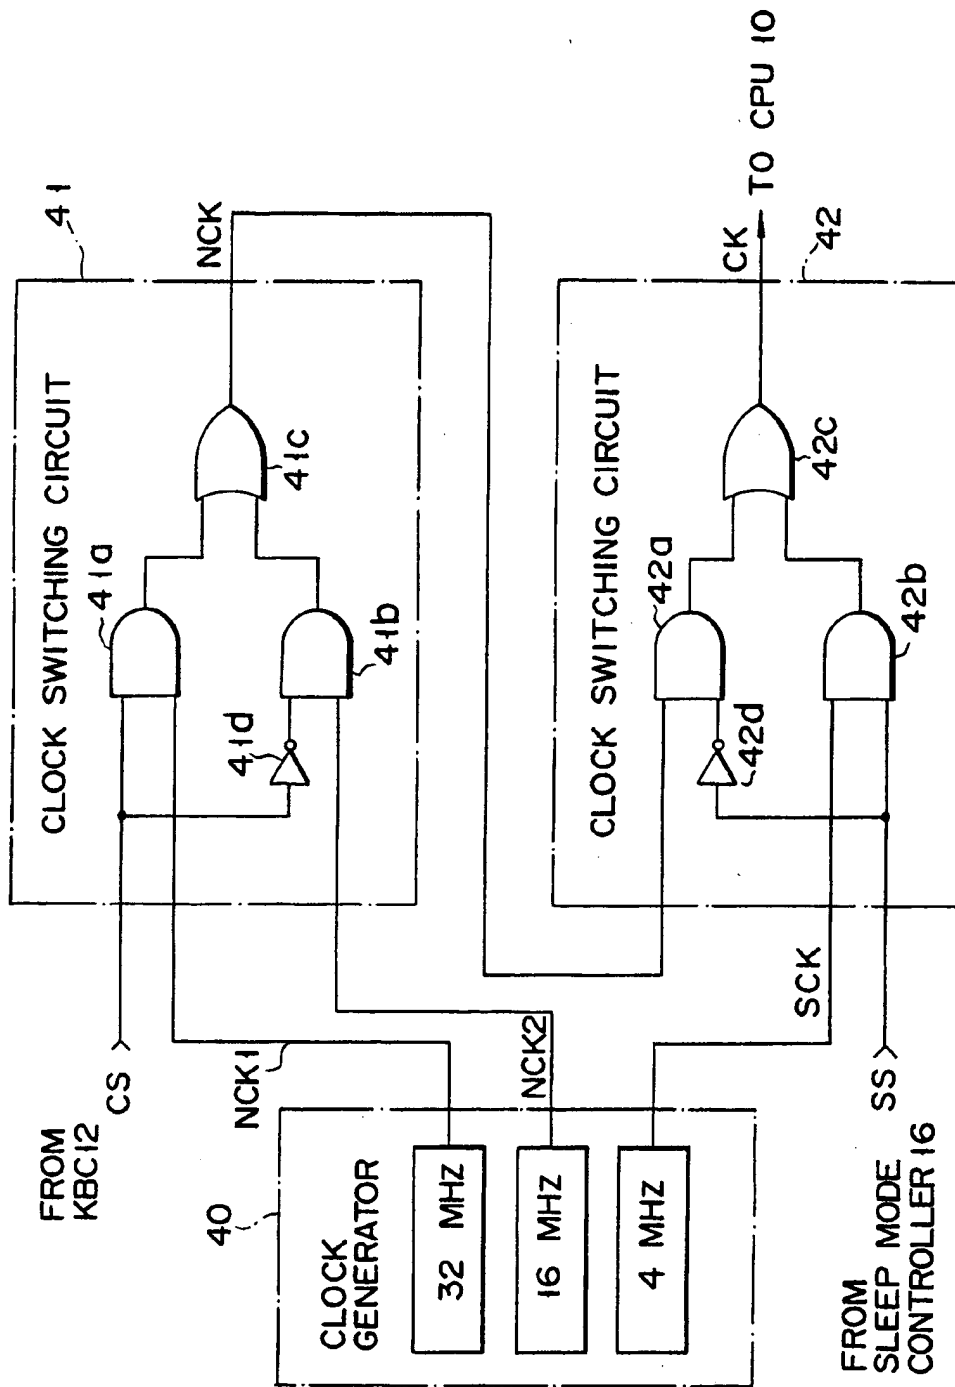 FROM
KBC12
CS
NCK1
40
CLOCK
GENERATOR
32 MHZ
16 MHZ
4 MHZ
NCK2
SCK
FROM
SLEEP MODE
CONTROLLER 16
SS
41
CLOCK SWITCHING CIRCUIT
41a
41b
41c
41d
NCK
42
CLOCK SWITCHING CIRCUIT
42a
42b
42c
42d
CK
TO CPU 10